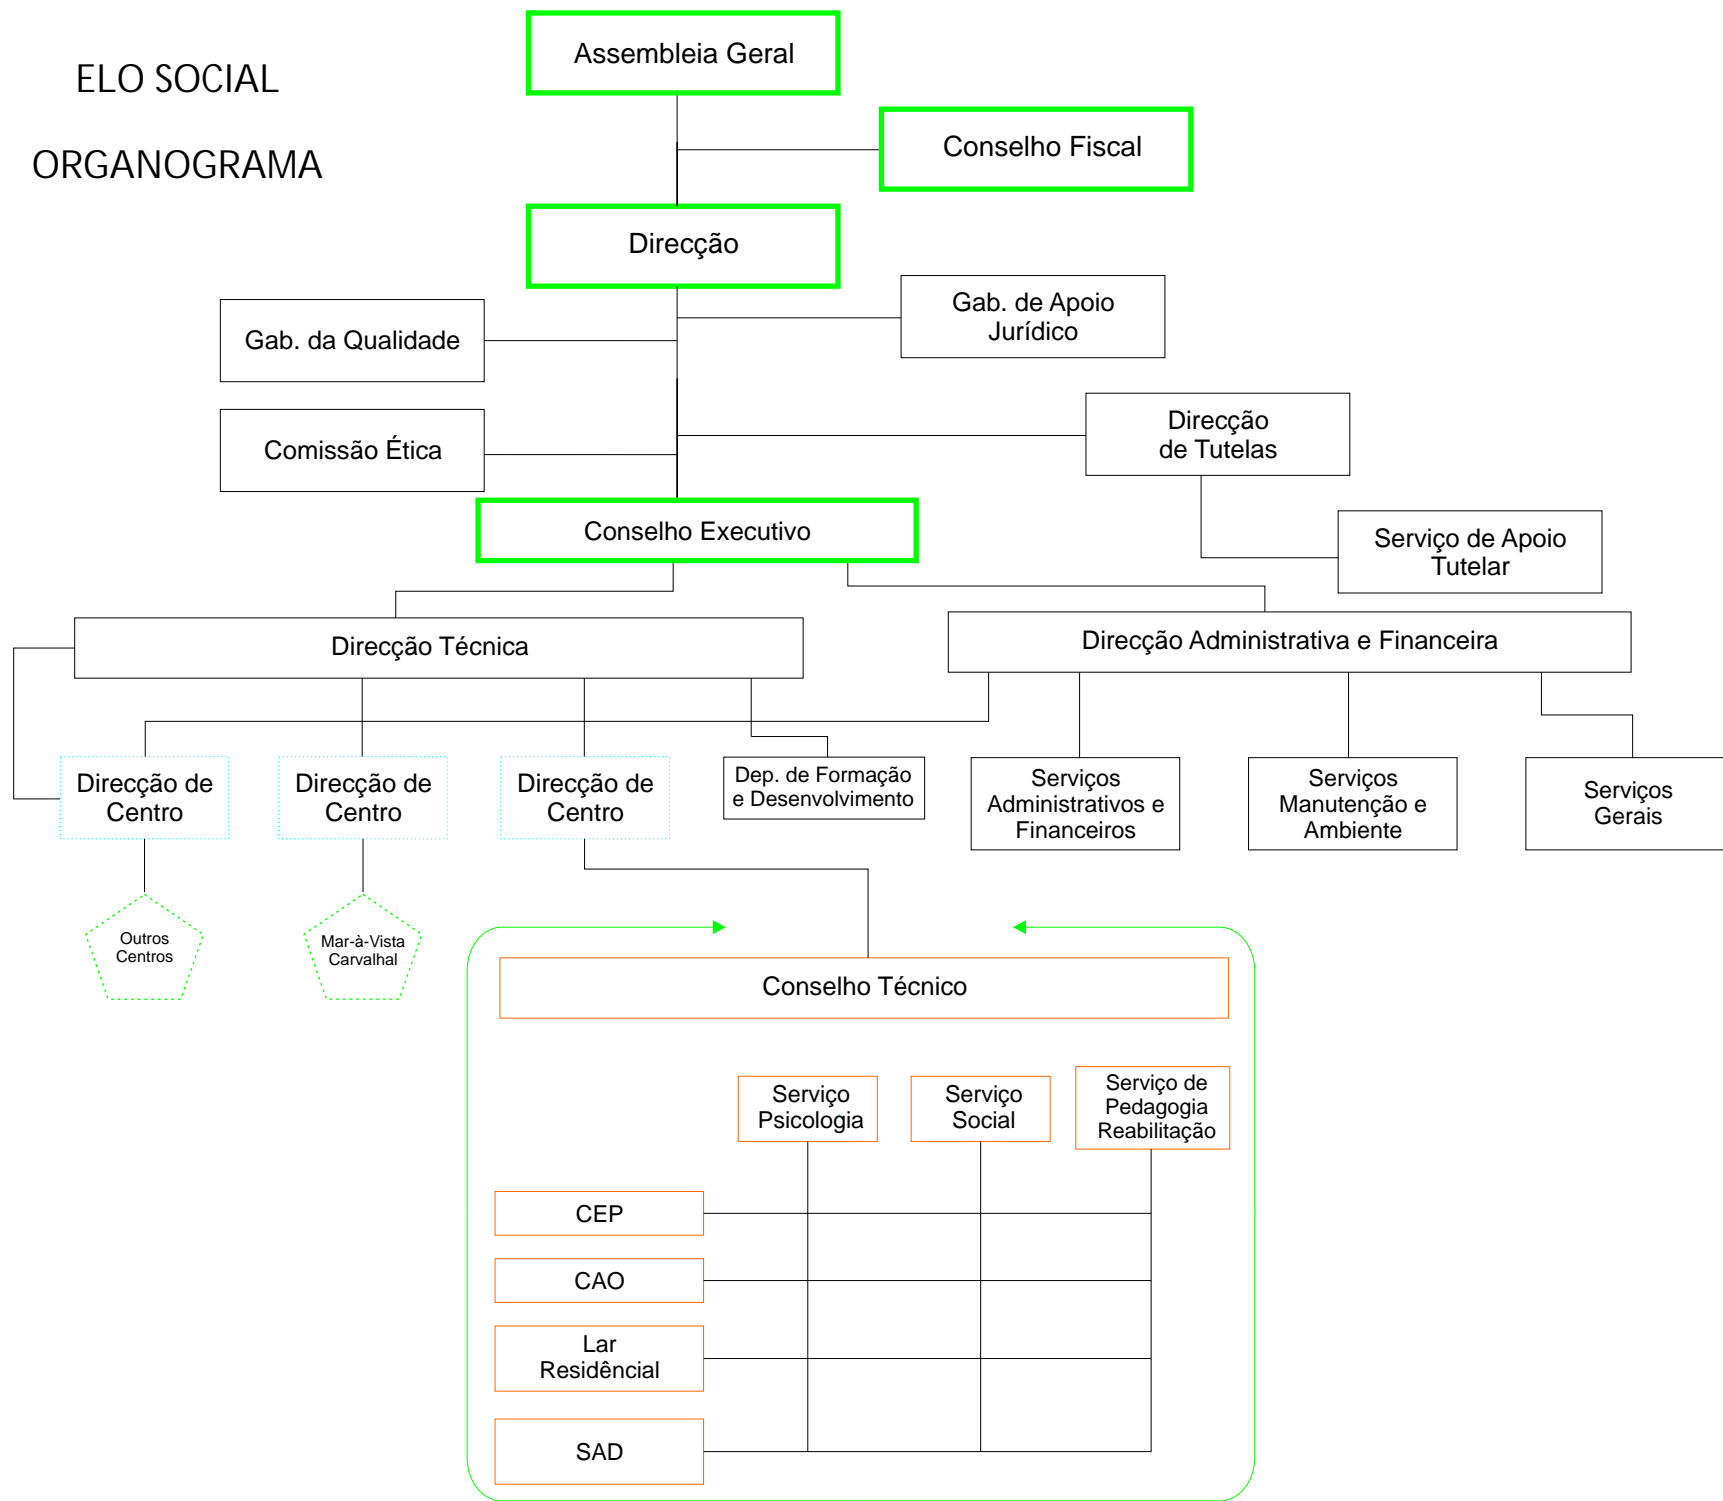 ELO SOCIAL
ORGANOGRAMA
Assembleia Geral
Conselho Fiscal
Direcção
Gab. de Apoio
Jurídico
Gab. da Qualidade
Direcção
de Tutelas
Comissão Ética
Conselho Executivo
Serviço de Apoio
Tutelar
Direcção Técnica
Direcção Administrativa e Financeira
Direcção de
Centro
Direcção de
Centro
Direcção de
Centro
Dep. de Formação
e Desenvolvimento
Serviços
Administrativos e
Financeiros
Serviços
Manutenção e
Ambiente
Serviços
Gerais
Outros
Centros
Mar-à-Vista
Carvalhal
Conselho Técnico
Serviço
Psicologia
Serviço
Social
Serviço de
Pedagogia
Reabilitação
CEP
CAO
Lar
Residêncial
SAD